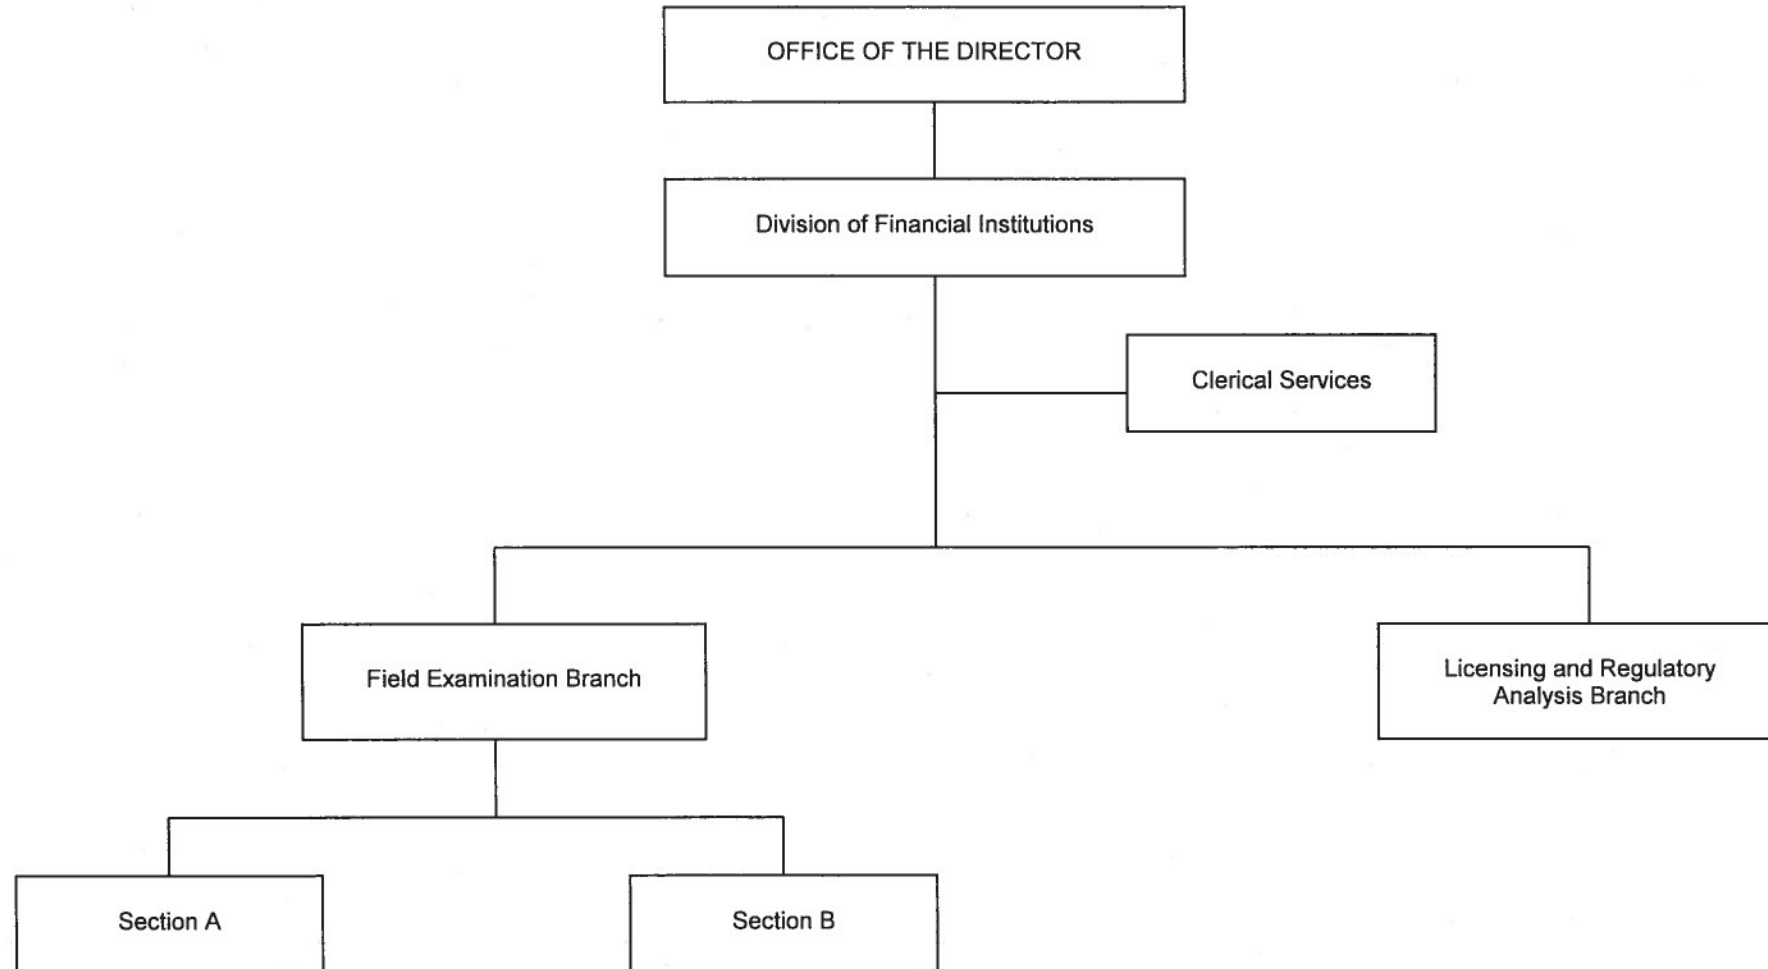 OFFICE OF THE DIRECTOR
Division of Financial Institutions
Clerical Services
Field Examination Branch
Licensing and Regulatory
Analysis Branch
Section A
Section B